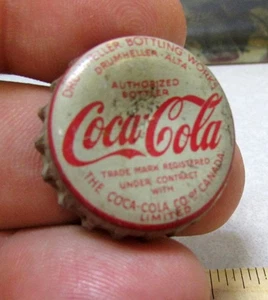 DRUMHELLER BOTTLING WORKS
DRUMHELLER - ALTA.
AUTHORIZED
BOTTLER
Coca-Cola
TRADE MARK REGISTERED
UNDER CONTRACT
WITH
THE COCA-COLA CO. OF CANADA
LIMITED